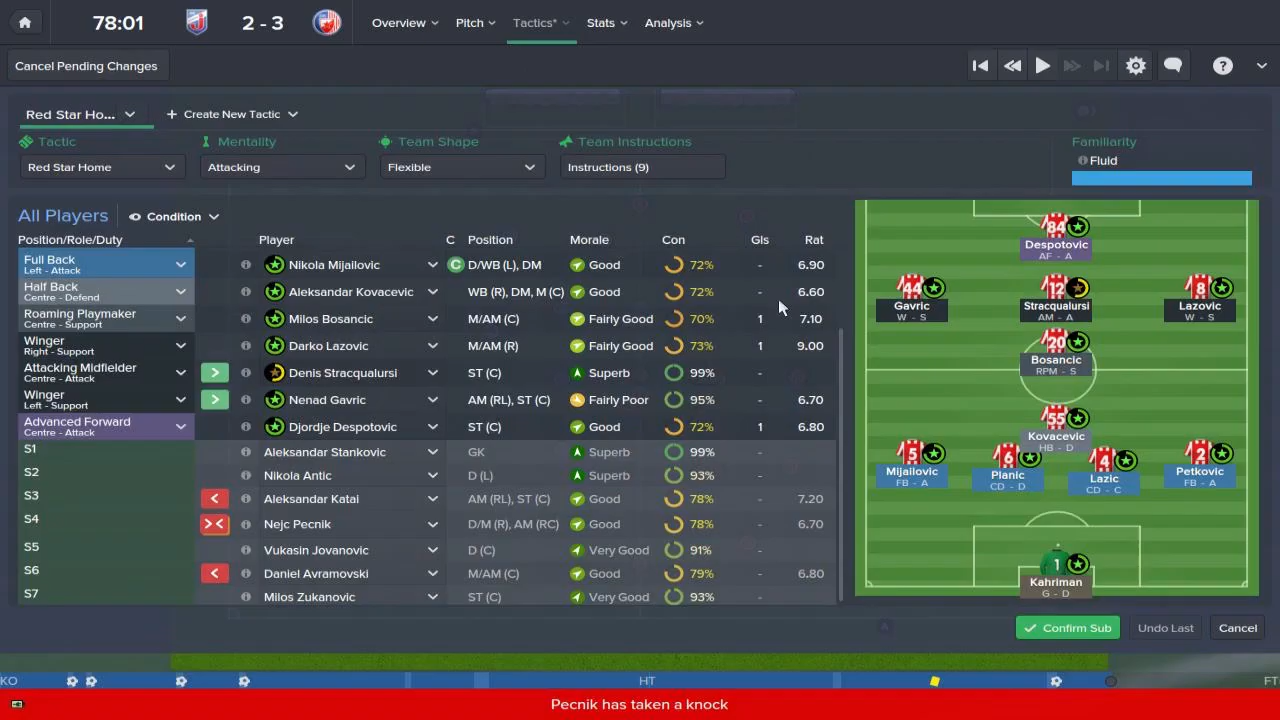 78:01 2 - 3 Overview Pitch Tactics* Stats Analysis
Cancel Pending Changes ?
Red Star Ho... + Create New Tactic
Tactic Mentality Team Shape Team Instructions Familiarity
Red Star Home Attacking Flexible Instructions (9) Fluid
All Players Condition
Position/Role/Duty Player C Position Morale Con Gls Rat
Full Back
Left - Attack
Nikola Mijailovic C D/WB (L), DM Good 72% - 6.90
Half Back
Centre - Defend
Aleksandar Kovacevic WB (R), DM, M (C) Good 72% - 6.60
Roaming Playmaker
Centre - Support
Milos Bosancic M/AM (C) Fairly Good 70% 1 7.10
Winger
Right - Support
Darko Lazovic M/AM (R) Fairly Good 73% 1 9.00
Attacking Midfielder
Centre - Attack
> Denis Stracqualursi ST (C) Superb 99% -
Winger
Left - Support
> Nenad Gavric AM (RL), ST (C) Fairly Poor 95% - 6.70
Advanced Forward
Centre - Attack
Djordje Despotovic ST (C) Good 72% 1 6.80
S1 Aleksandar Stankovic GK Superb 99% -
S2 Nikola Antic D (L) Superb 93% -
S3 < Aleksandar Katai AM (RL), ST (C) Good 78% - 7.20
S4 >< Nejc Pecnik D/M (R), AM (RC) Good 78% - 6.70
S5 Vukasin Jovanovic D (C) Very Good 91% -
S6 < Daniel Avramovski M/AM (C) Good 79% - 6.80
S7 Milos Zukanovic ST (C) Very Good 93% -
84
Despotovic
AF - A
44 12 8
Gavric Stracqualursi Lazovic
W - S AM - A W - S
20
Bosancic
RPM - S
55
Kovacevic
HB - D
5 6 4 2
Mijailovic Planic Lazic Petkovic
FB - A CD - D CD - C FB - A
1
Kahriman
G - D
Confirm Sub Undo Last Cancel
KO HT FT
Pecnik has taken a knock